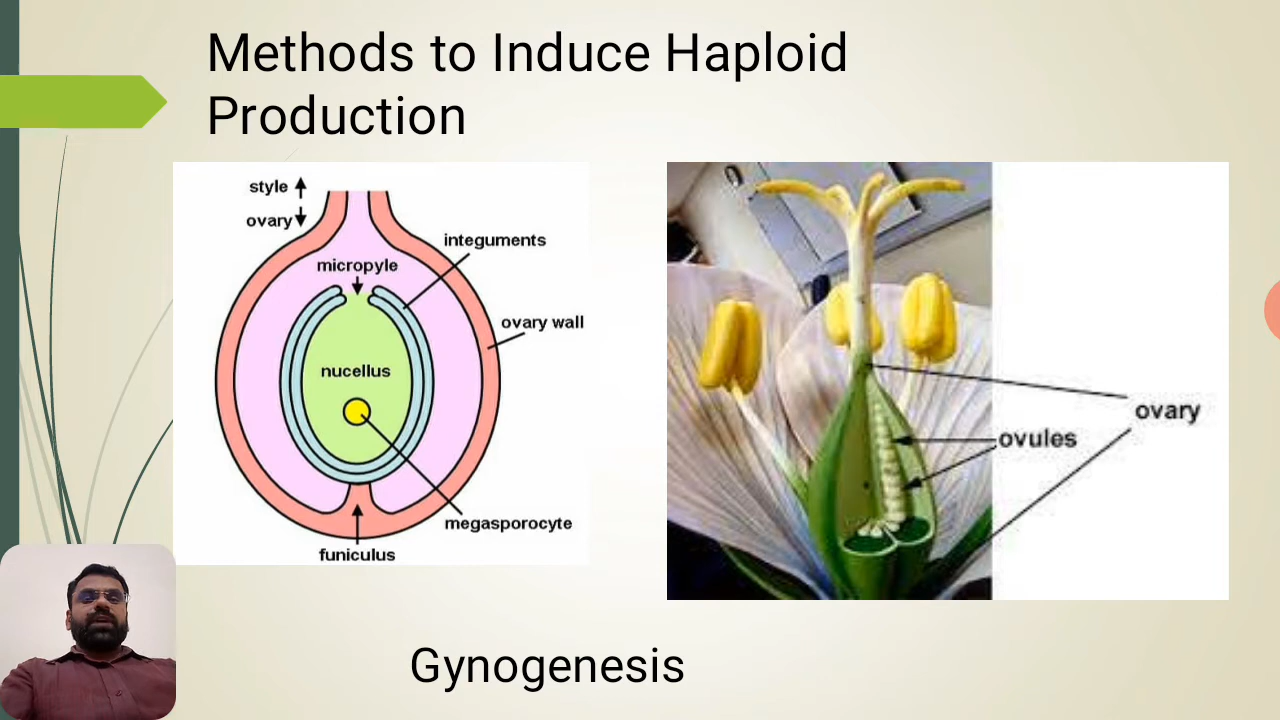 Methods to Induce Haploid
Production
style
ovary
integuments
micropyle
ovary wall
nucellus
megasporocyte
funiculus
ovary
ovules
Gynogenesis